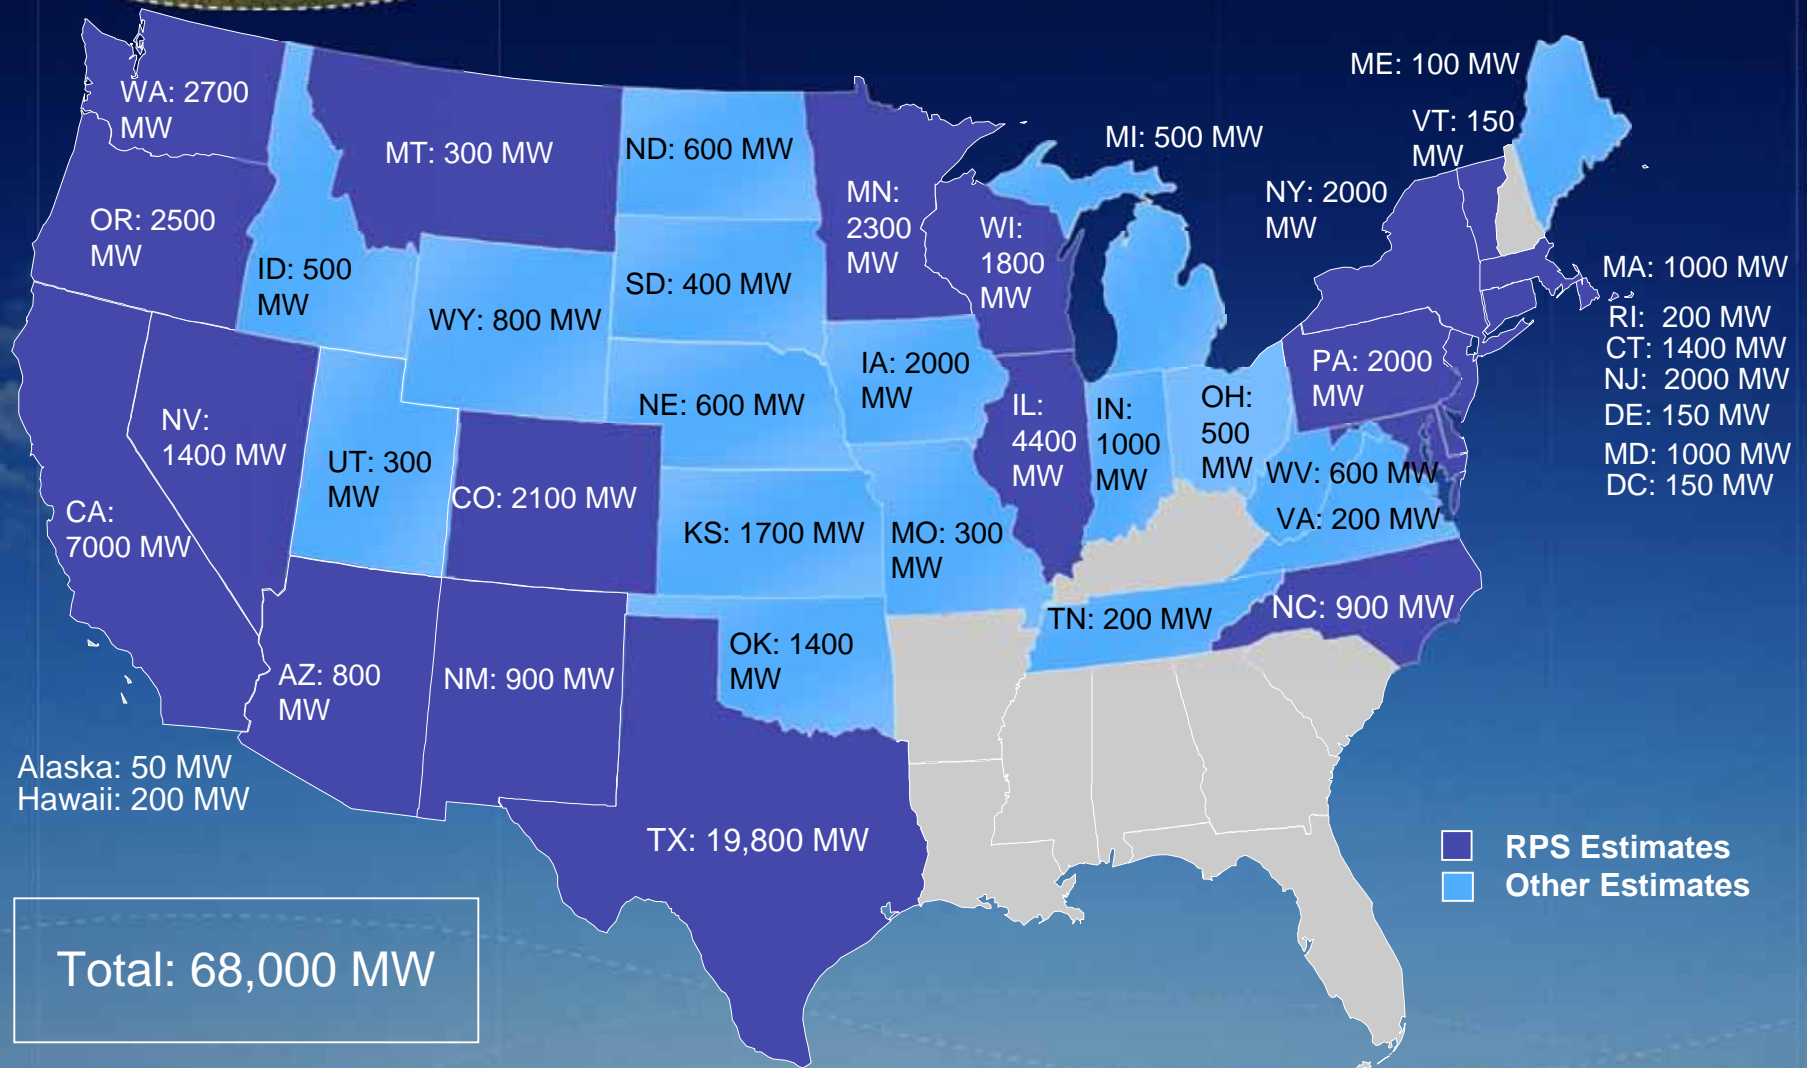 WA: 2700
MW
MT: 300 MW
ND: 600 MW
MN:
2300
MW
WI:
1800
MW
MI: 500 MW
ME: 100 MW
VT: 150
MW
NY: 2000
MW
OR: 2500
MW
ID: 500
MW
WY: 800 MW
SD: 400 MW
MA: 1000 MW
RI: 200 MW
CT: 1400 MW
NJ: 2000 MW
DE: 150 MW
MD: 1000 MW
DC: 150 MW
NE: 600 MW
IA: 2000
MW
IL:
4400
MW
IN:
1000
MW
OH:
500
MW
PA: 2000
MW
NV:
1400 MW
UT: 300
MW
CO: 2100 MW
WV: 600 MW
VA: 200 MW
CA:
7000 MW
KS: 1700 MW
MO: 300
MW
TN: 200 MW
NC: 900 MW
AZ: 800
MW
NM: 900 MW
OK: 1400
MW
Alaska: 50 MW
Hawaii: 200 MW
TX: 19,800 MW
RPS Estimates
Other Estimates
Total: 68,000 MW